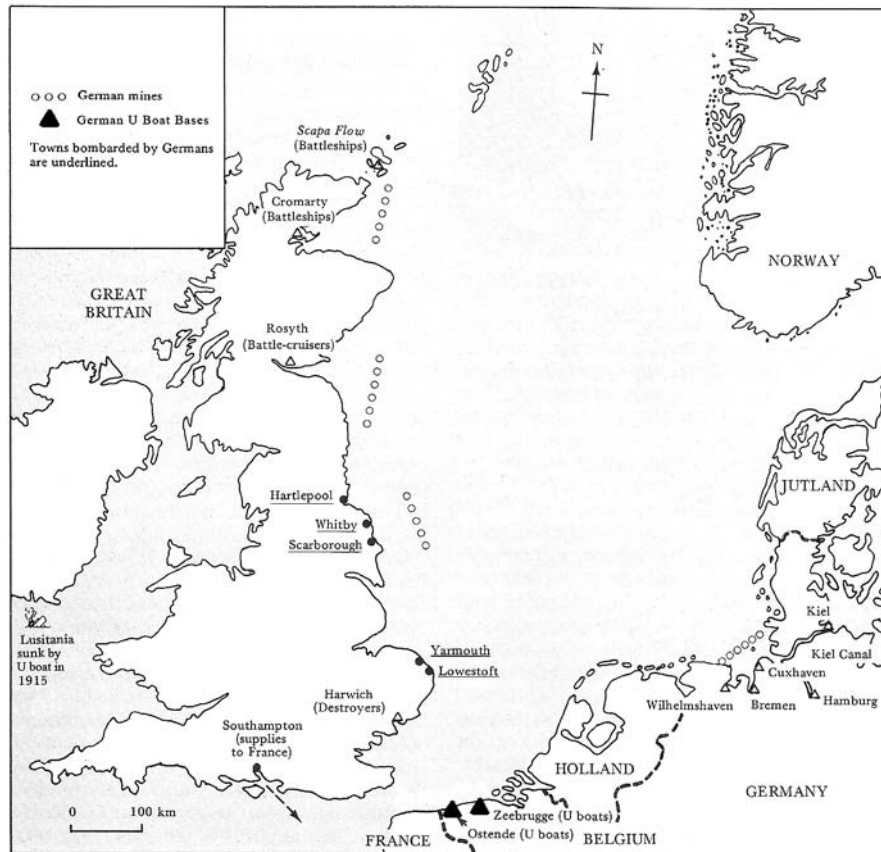 N
○○○ German mines
▲ German U Boat Bases
Towns bombarded by Germans
are underlined.
Scapa Flow
(Battleships)
Cromarty
(Battleships)
NORWAY
GREAT
BRITAIN
Rosyth
(Battle-cruisers)
JUTLAND
Hartlepool
Whitby
Scarborough
Lusitania
sunk by
U boat in
1915
Kiel
Kiel Canal
Yarmouth
Lowestoft
Cuxhaven
Harwich
(Destroyers)
Wilhelmshaven
Bremen
Hamburg
Southampton
(supplies
to France)
HOLLAND
GERMANY
0 100 km
Zeebrugge (U boats)
Ostende (U boats)
FRANCE
BELGIUM